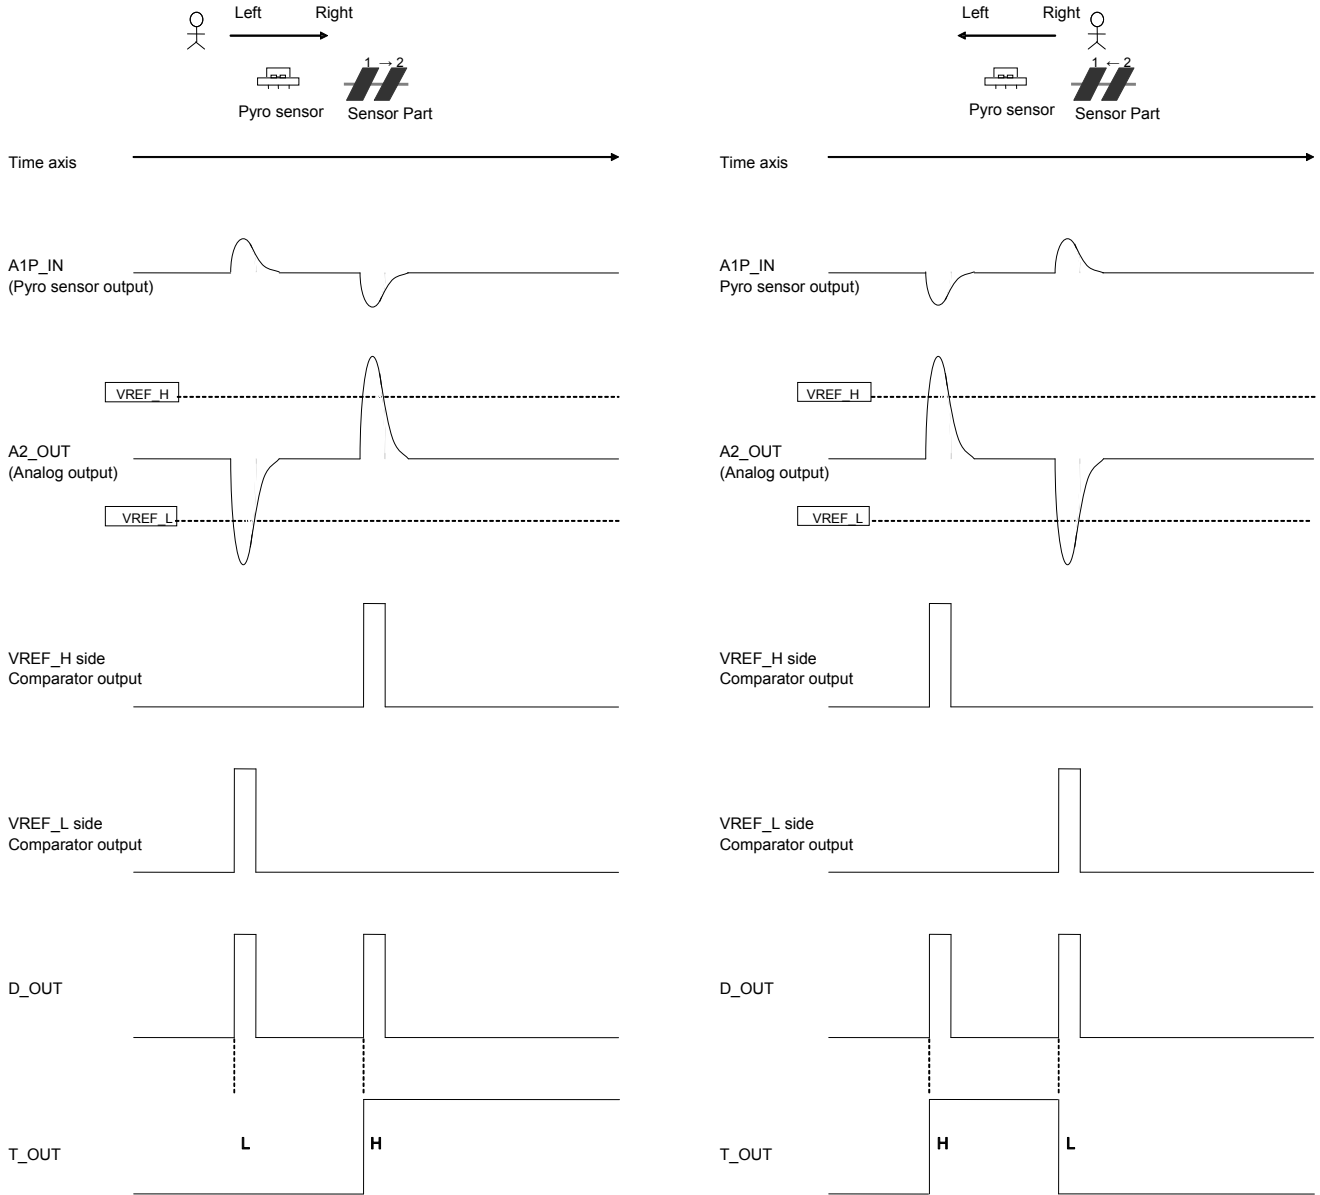 Left Right
1 → 2
Pyro sensor Sensor Part
Time axis
A1P_IN
(Pyro sensor output)
VREF_H
A2_OUT
(Analog output)
VREF_L
VREF_H side
Comparator output
VREF_L side
Comparator output
D_OUT
L H
T_OUT
Left Right
1 ← 2
Pyro sensor Sensor Part
Time axis
A1P_IN
Pyro sensor output)
VREF_H
A2_OUT
(Analog output)
VREF_L
VREF_H side
Comparator output
VREF_L side
Comparator output
D_OUT
H L
T_OUT